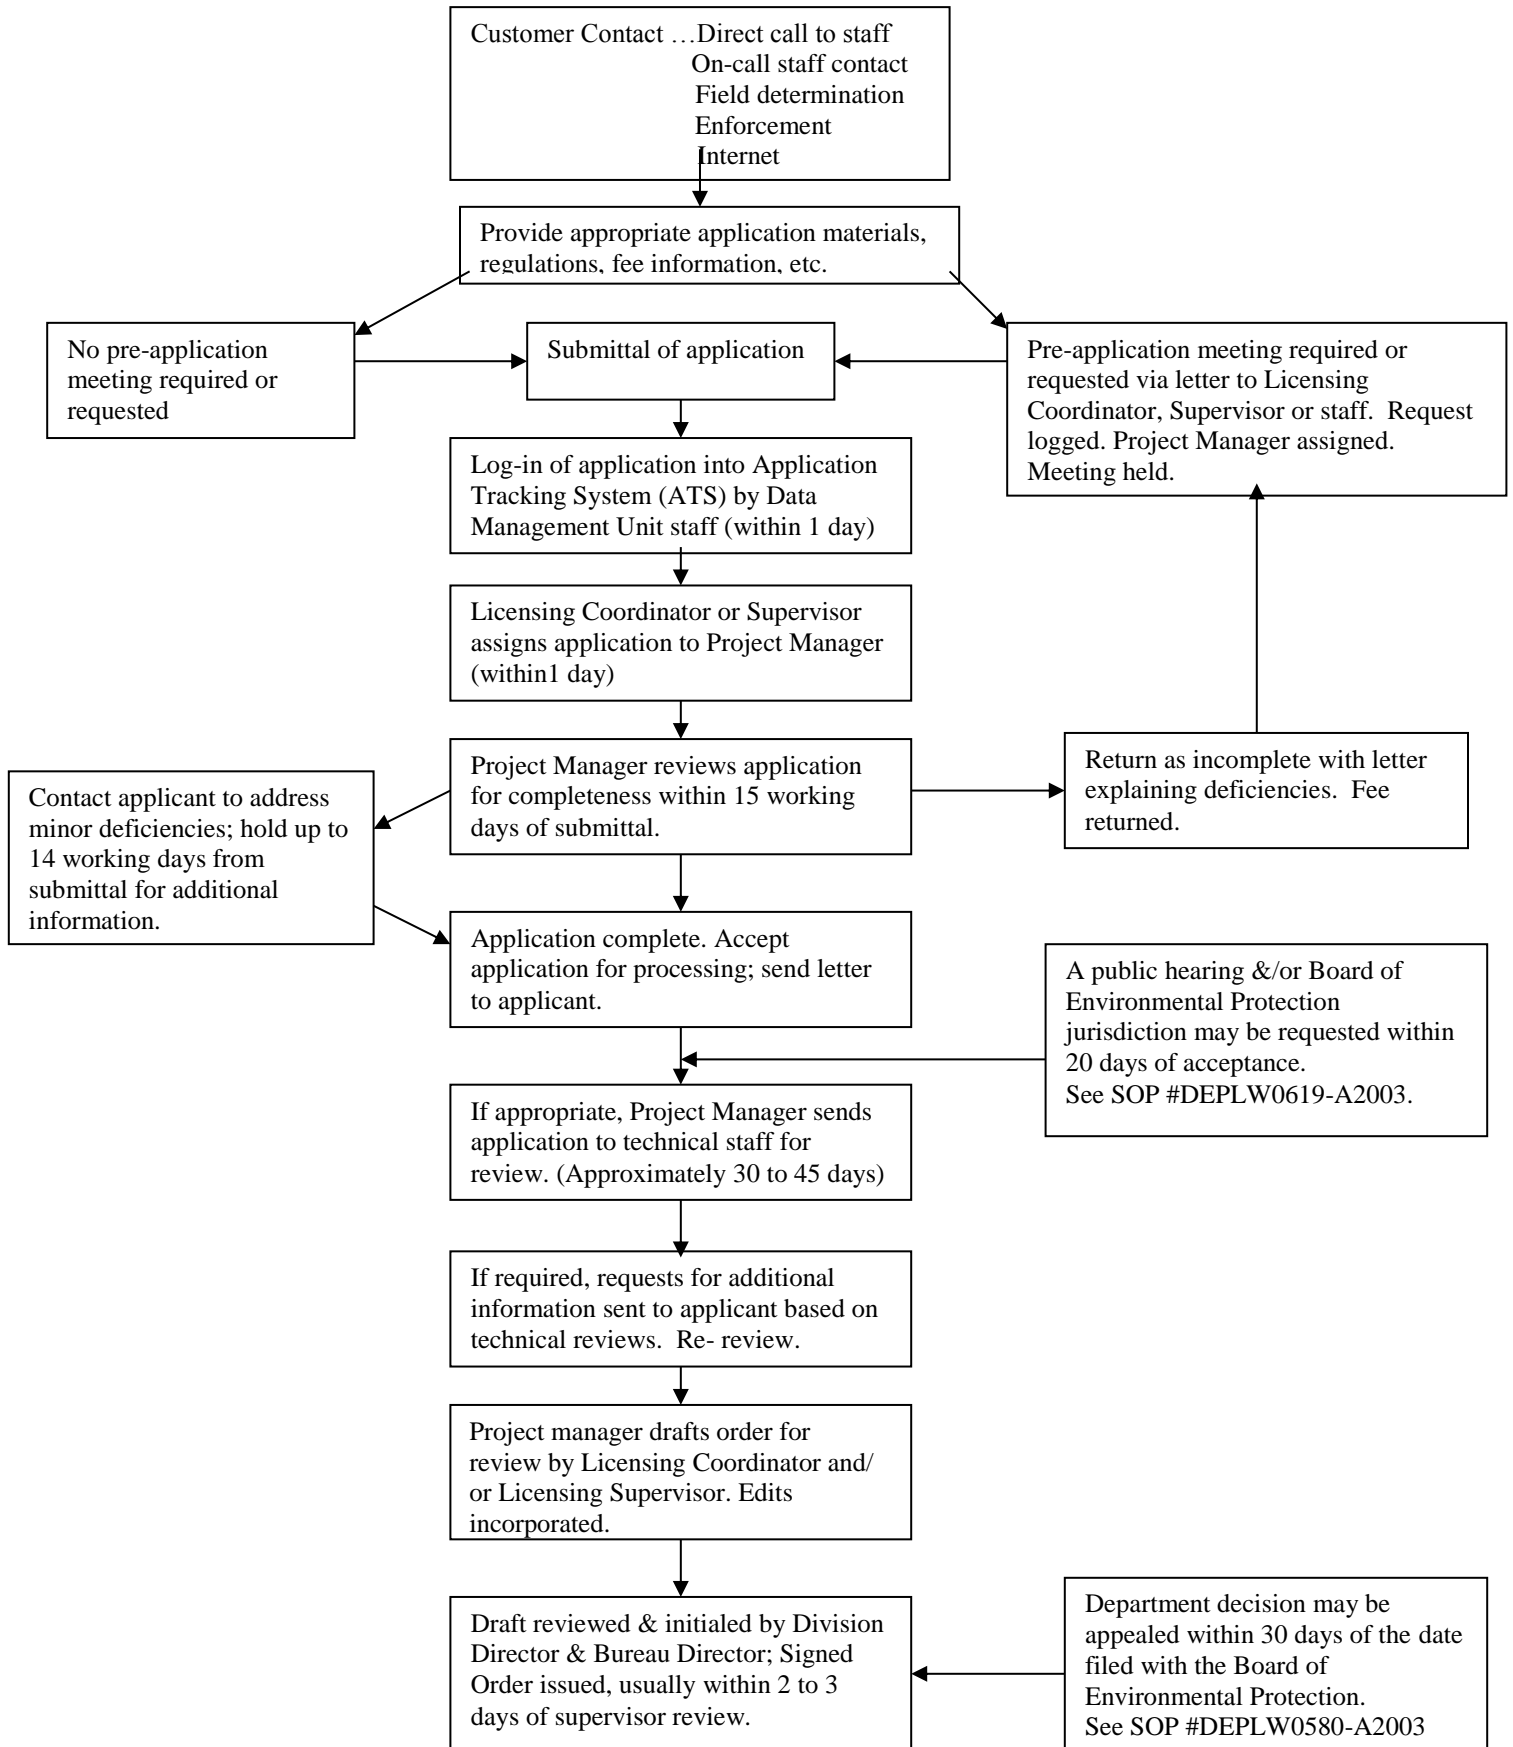 Customer Contact …Direct call to staff
On-call staff contact
Field determination
Enforcement
Internet
Provide appropriate application materials,
regulations, fee information, etc.
No pre-application
meeting required or
requested
Submittal of application
Pre-application meeting required or
requested via letter to Licensing
Coordinator, Supervisor or staff.  Request
logged. Project Manager assigned.
Meeting held.
Log-in of application into Application
Tracking System (ATS) by Data
Management Unit staff (within 1 day)
Licensing Coordinator or Supervisor
assigns application to Project Manager
(within1 day)
Project Manager reviews application
for completeness within 15 working
days of submittal.
Return as incomplete with letter
explaining deficiencies.  Fee
returned.
Contact applicant to address
minor deficiencies; hold up to
14 working days from
submittal for additional
information.
Application complete. Accept
application for processing; send letter
to applicant.
A public hearing &/or Board of
Environmental Protection
jurisdiction may be requested within
20 days of acceptance.
See SOP #DEPLW0619-A2003.
If appropriate, Project Manager sends
application to technical staff for
review. (Approximately 30 to 45 days)
If required, requests for additional
information sent to applicant based on
technical reviews.  Re- review.
Project manager drafts order for
review by Licensing Coordinator and/
or Licensing Supervisor. Edits
incorporated.
Draft reviewed & initialed by Division
Director & Bureau Director; Signed
Order issued, usually within 2 to 3
days of supervisor review.
Department decision may be
appealed within 30 days of the date
filed with the Board of
Environmental Protection.
See SOP #DEPLW0580-A2003